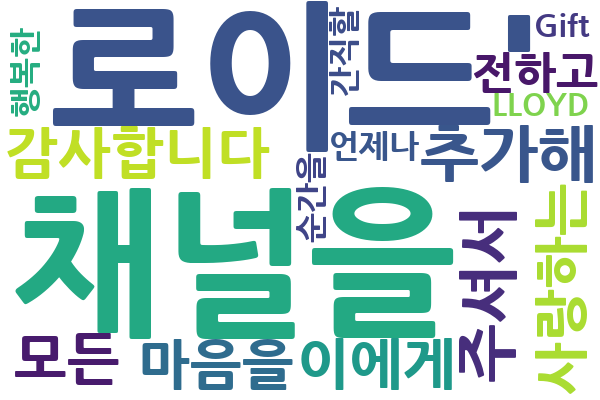 로이드·
Gift
행복한
간직할
전하고
LLOYD
감사합니다
언제나
추가해
순간을
채널을
주셔서
사랑하는
모든
마음을
이에게